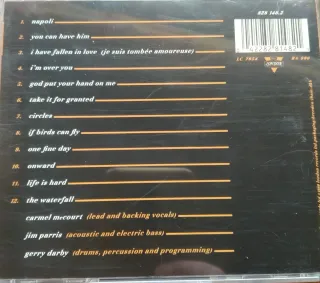 828 148.2
1. napoli
2. you can have him
3. i have fallen in love (je suis tombée amoureuse)
4. i'm over you
5. god put your hand on me
6. take it for granted
7. circles
8. if birds can fly
9. one fine day
10. onward
11. life is hard
12. the waterfall
carmel mccourt (lead and backing vocals)
jim parris (acoustic and electric bass)
gerry darby (drums, percussion and programming)